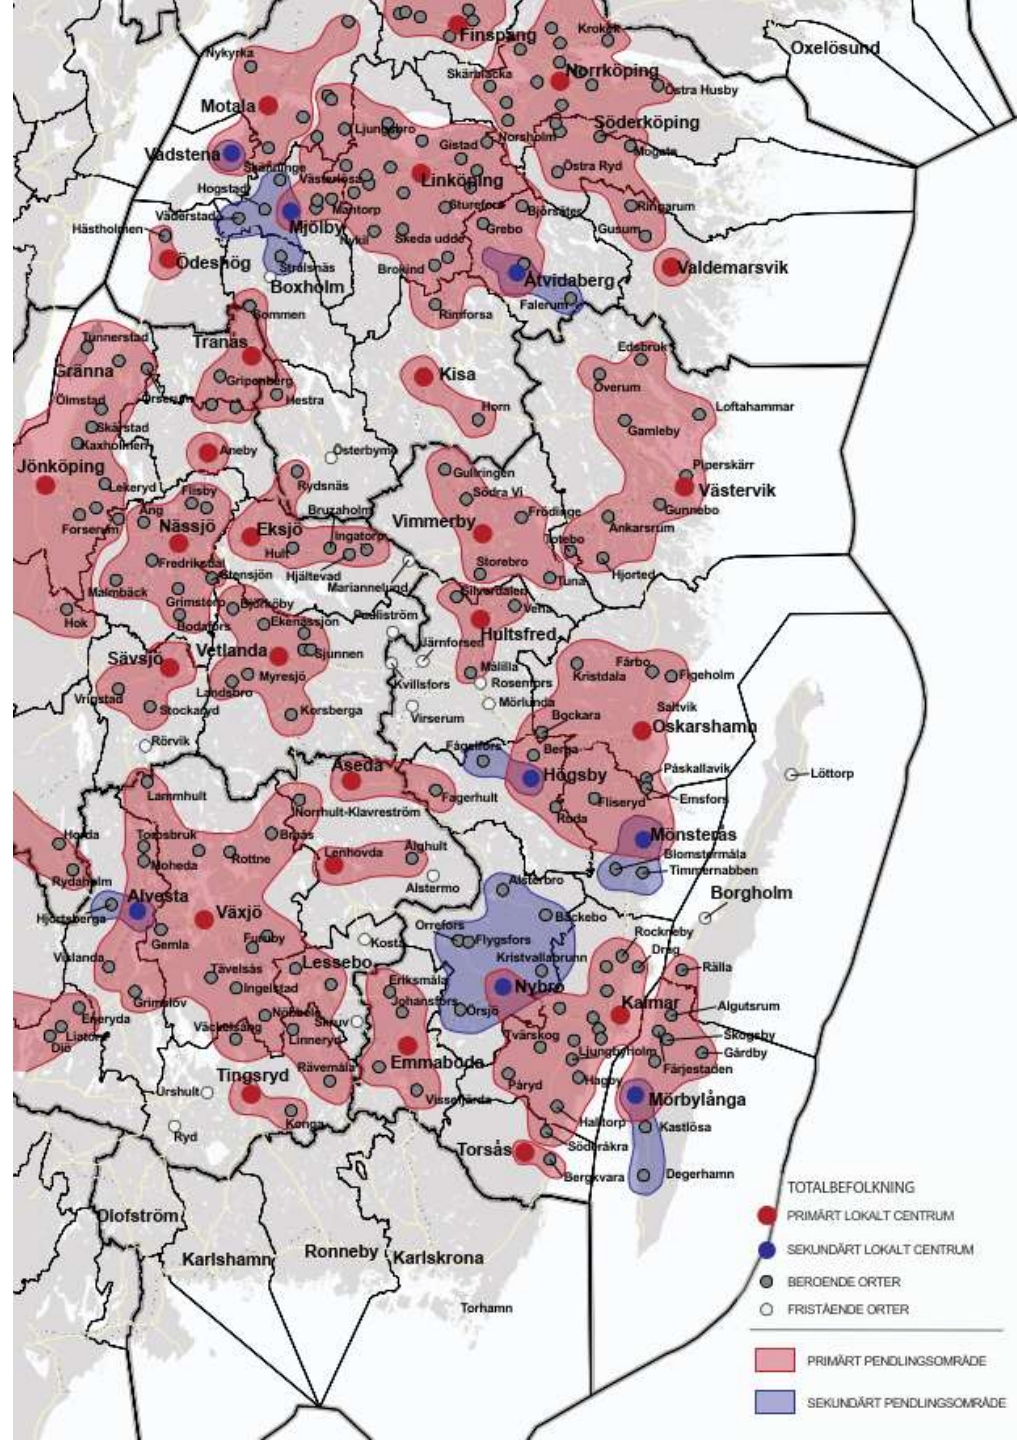 Finspång
Krokek
Oxelösund
Nykyrka
Skärblacka
Norrköping
Östra Husby
Motala
Söderköping
Ljungsbro
Norsholm
Gistad
Mogata
Vadstena
Skänninge
Västerlösa
Linköping
Östra Ryd
Hogstad
Väderstad
Mantorp
Sturefors
Björsäter
Ringarum
Hästholmen
Mjölby
Nykil
Skeda udde
Grebo
Gusum
Ödeshög
Strålsnäs
Brokind
Åtvidaberg
Valdemarsvik
Boxholm
Falerum
Sommen
Rimforsa
Tunnerstad
Tranås
Edsbruk
Gränna
Gripenberg
Kisa
Överum
Ölmstad
Örserum
Hestra
Horn
Loftahammar
Skärstad
Gamleby
Kaxholmen
Aneby
Österbymo
Jönköping
Gullringen
Piperskärr
Lekeryd
Flisby
Rydsnäs
Södra Vi
Västervik
Äng
Bruzaholm
Frödinge
Gunnebo
Forserum
Nässjö
Eksjö
Ingatorp
Vimmerby
Ankarsrum
Hult
Totebo
Fredriksdal
Stensjön
Hjältevad
Storebro
Hjorted
Malmbäck
Mariannelund
Tuna
Grimstorp
Björköby
Silverdalen
Vena
Hok
Bodafors
Ekenässjön
Pauliström
Hultsfred
Sävsjö
Vetlanda
Sjunnen
Järnforsen
Målilla
Kristdala
Fårbo
Figeholm
Myresjö
Landsbro
Kvillsfors
Rosenfors
Vrigstad
Stockaryd
Korsberga
Virserum
Mörlunda
Saltvik
Bockara
Oskarshamn
Rörvik
Fågelfors
Berga
Åseda
Högsby
Påskallavik
Löttorp
Lammhult
Fagerhult
Fliseryd
Emsfors
Norrhult-Klavreström
Ruda
Horda
Torpsbruk
Braås
Mönsterås
Moheda
Rottne
Lenhovda
Älghult
Blomstermåla
Rydaholm
Alstermo
Timmernabben
Alvesta
Alsterbro
Borgholm
Hjortsberga
Växjö
Bäckebo
Gemla
Furuby
Kosta
Orrefors
Flygsfors
Rockneby
Vislanda
Lessebo
Kristvallabrunn
Drag
Rälla
Tävelsås
Ingelstad
Eriksmåla
Nybro
Grimslöv
Johansfors
Örsjö
Kalmar
Algutsrum
Eneryda
Nöbbele
Skruv
Liatorp
Väckelsång
Linneryd
Tvärskog
Ljungbyholm
Skogsby
Diö
Emmaboda
Gårdby
Tingsryd
Rävemåla
Färjestaden
Urshult
Påryd
Hagby
Vissefjärda
Mörbylånga
Konga
Ryd
Halltorp
Kastlösa
Torsås
Söderåkra
Bergkvara
Degerhamn
Olofström
Karlshamn
Ronneby
Karlskrona
Torhamn
TOTALBEFOLKNING
PRIMÄRT LOKALT CENTRUM
SEKUNDÄRT LOKALT CENTRUM
BEROENDE ORTER
FRISTÅENDE ORTER
PRIMÄRT PENDLINGSOMRÅDE
SEKUNDÄRT PENDLINGSOMRÅDE